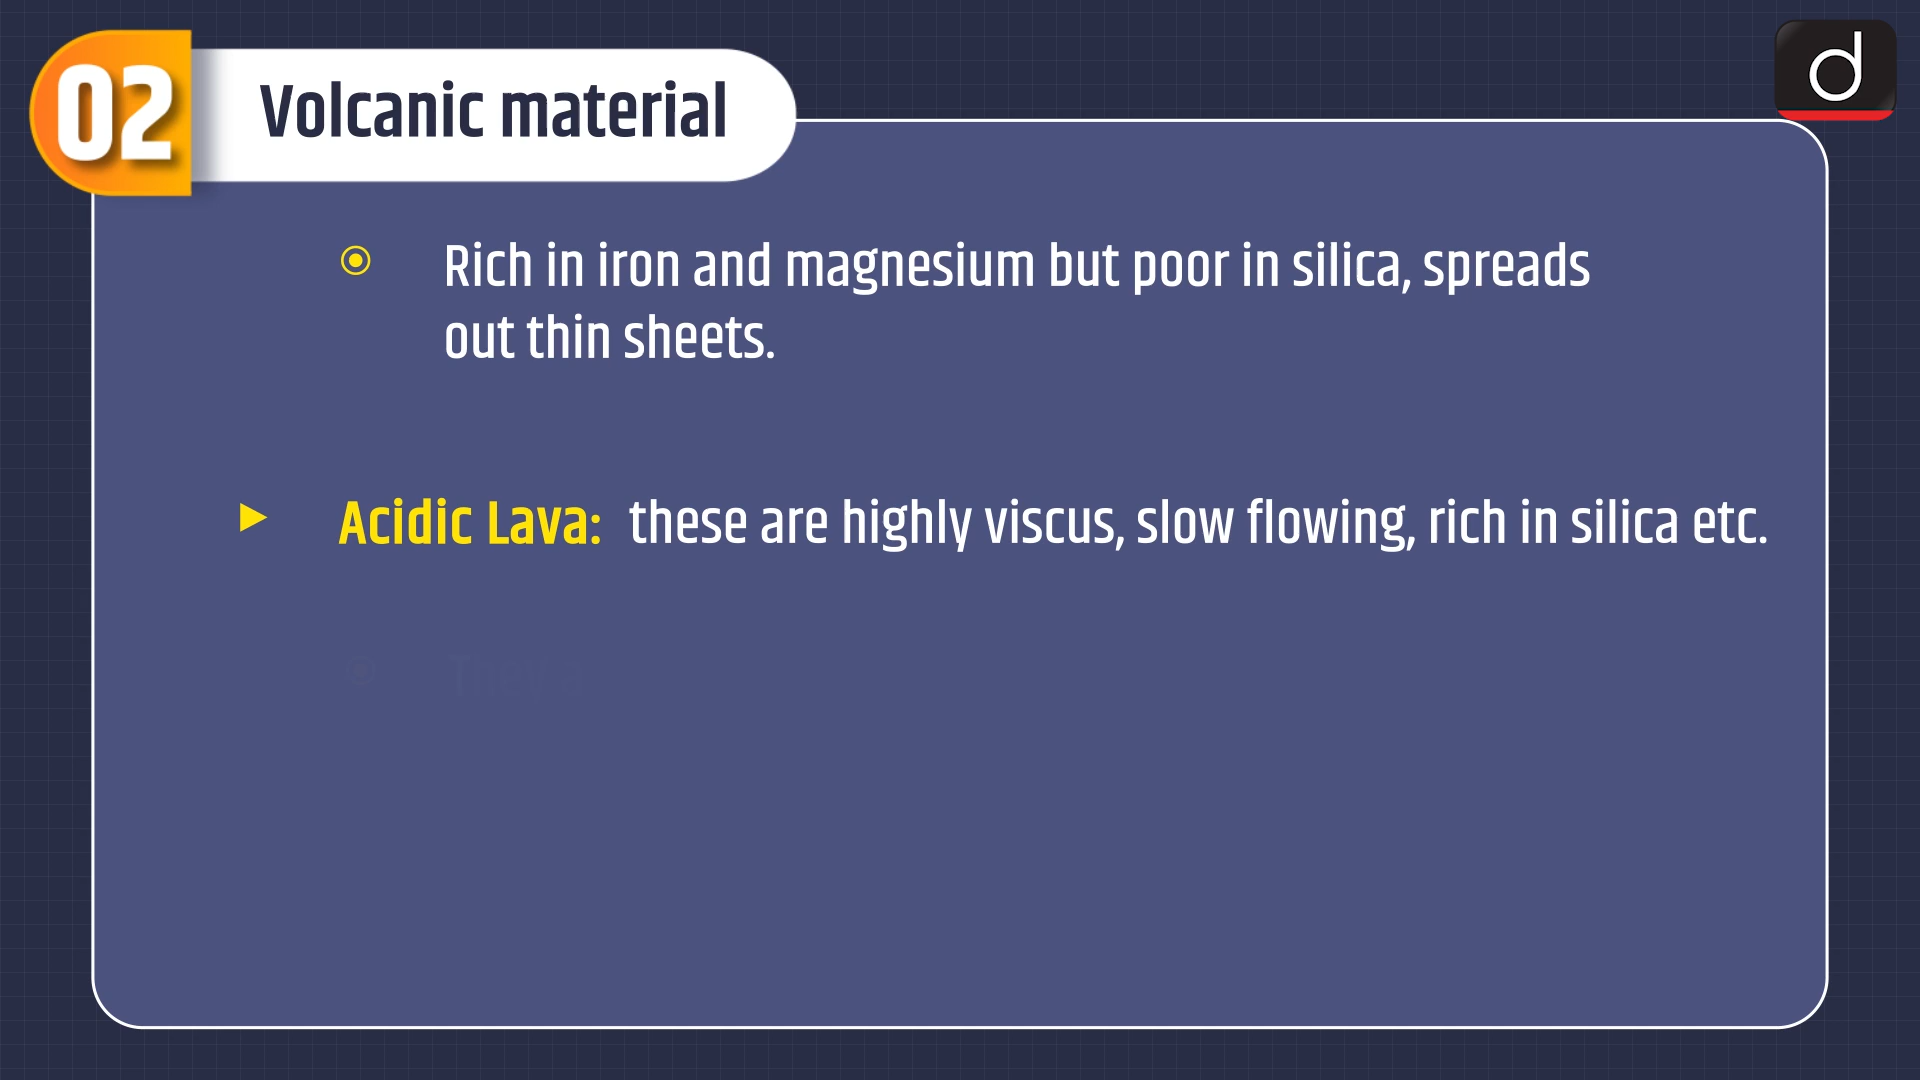 02
Volcanic material
d
Rich in iron and magnesium but poor in silica, spreads
out thin sheets.
Acidic Lava: these are highly viscus, slow flowing, rich in silica etc.
They a